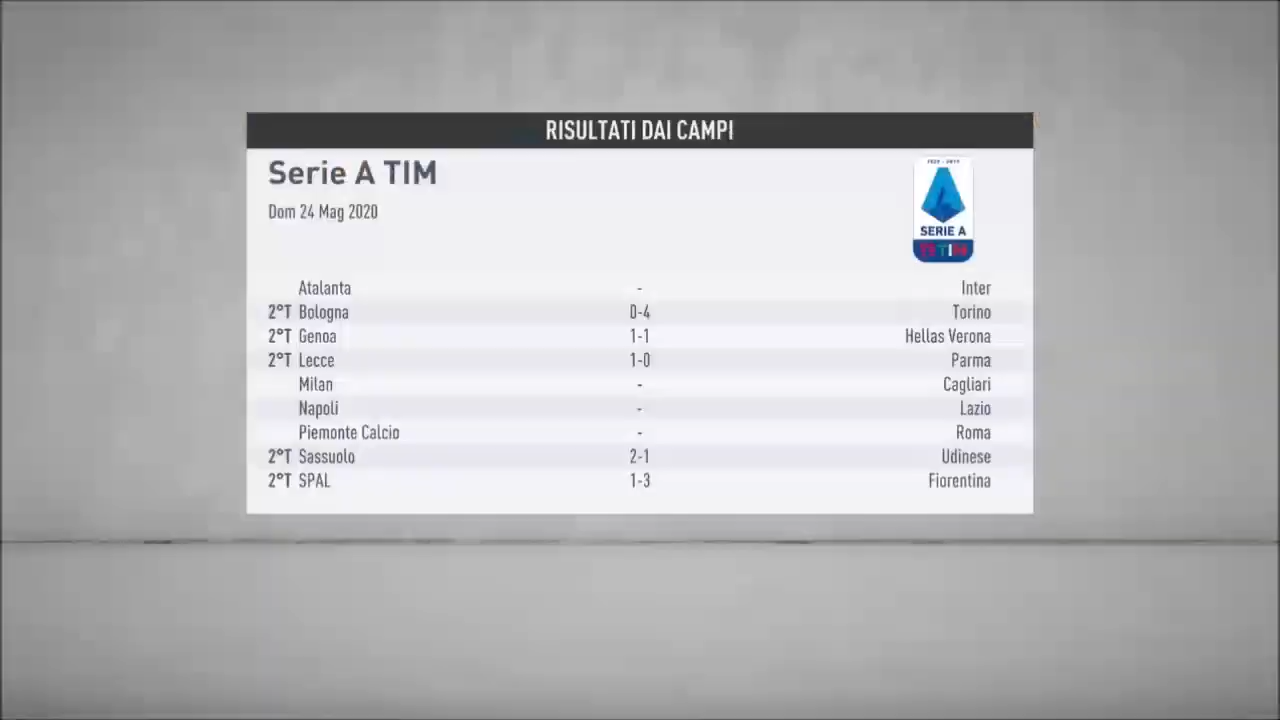 RISULTATI DAI CAMPI
Serie A TIM
Dom 24 Mag 2020
SERIE A
TIM
Atalanta - Inter
2°T Bologna 0-4 Torino
2°T Genoa 1-1 Hellas Verona
2°T Lecce 1-0 Parma
Milan - Cagliari
Napoli - Lazio
Piemonte Calcio - Roma
2°T Sassuolo 2-1 Udinese
2°T SPAL 1-3 Fiorentina